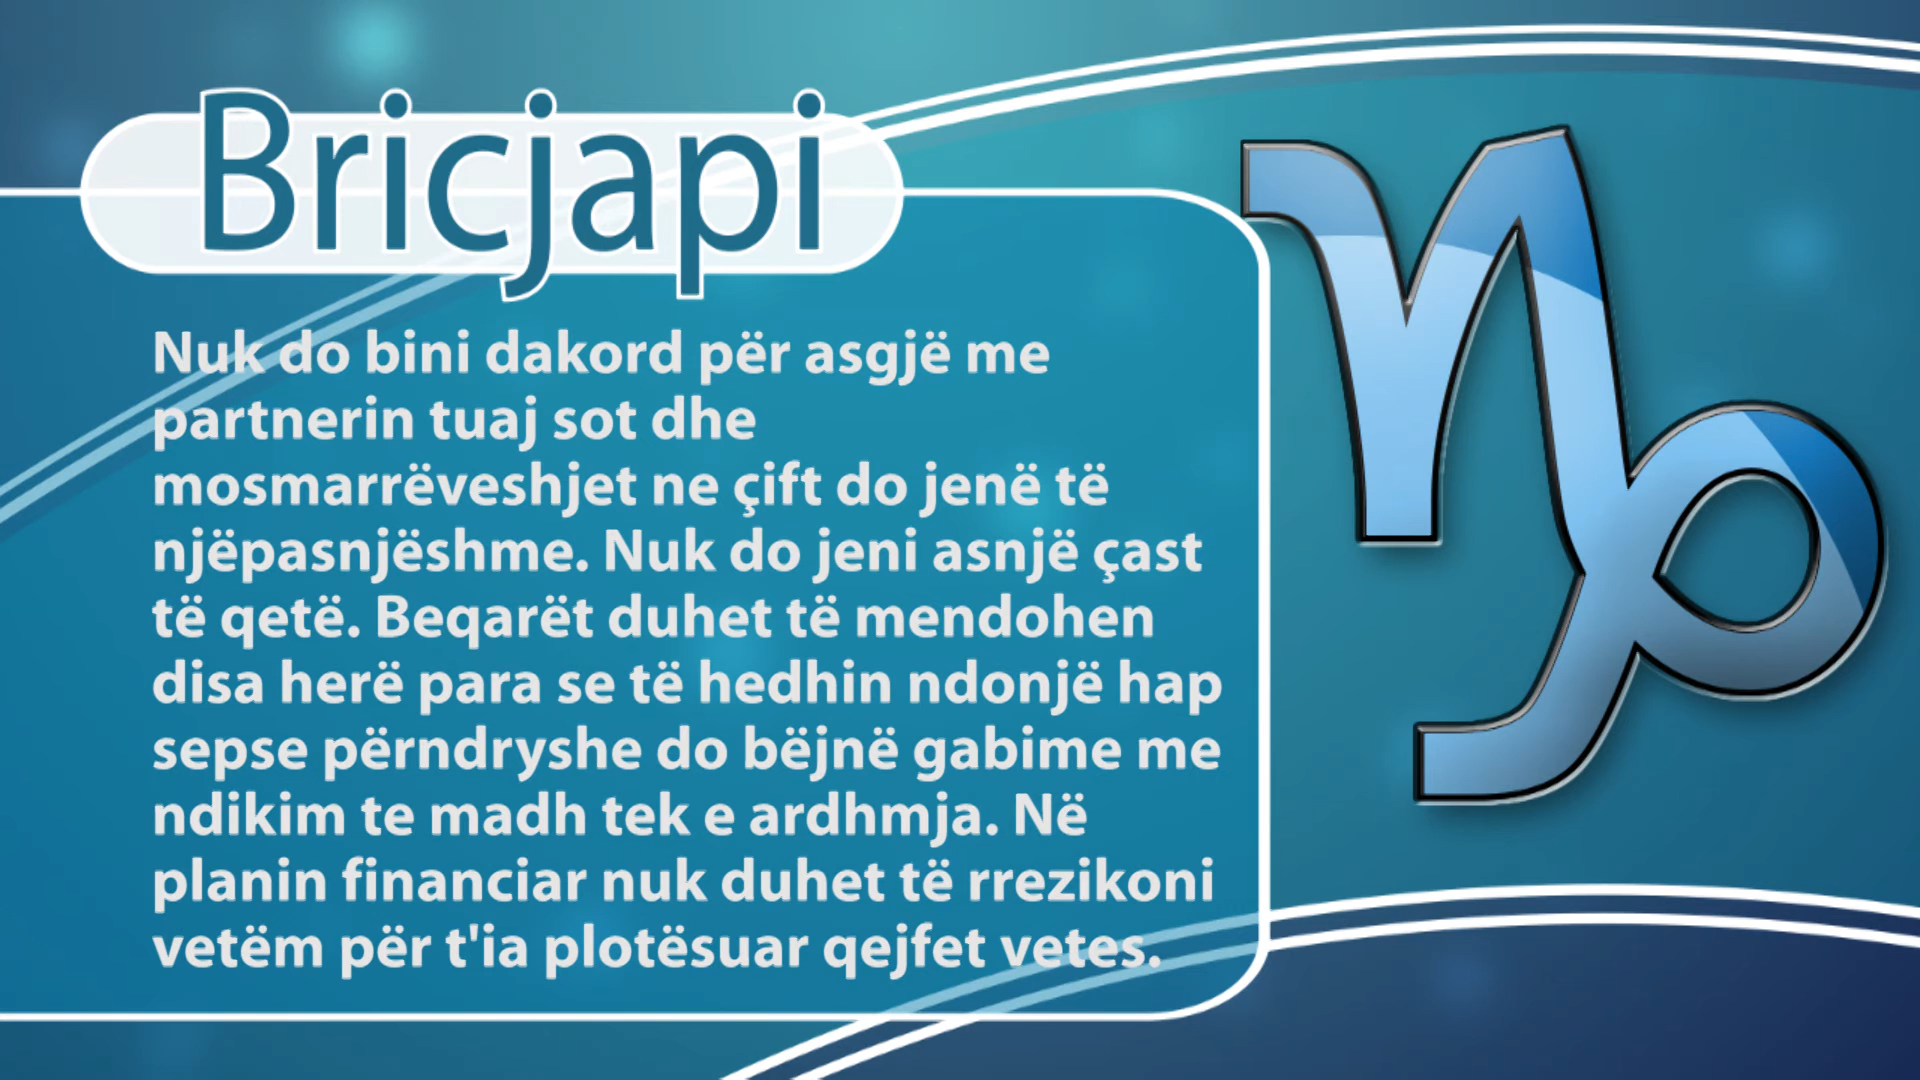 Bricjapi
Nuk do bini dakord për asgjë me
partnerin tuaj sot dhe
mosmarrëveshjet ne çift do jenë të
njëpasnjëshme. Nuk do jeni asnjë çast
të qetë. Beqarët duhet të mendohen
disa herë para se të hedhin ndonjë hap
sepse përndryshe do bëjnë gabime me
ndikim te madh tek e ardhmja. Në
planin financiar nuk duhet të rrezikoni
vetëm për t'ia plotësuar qejfet vetes.